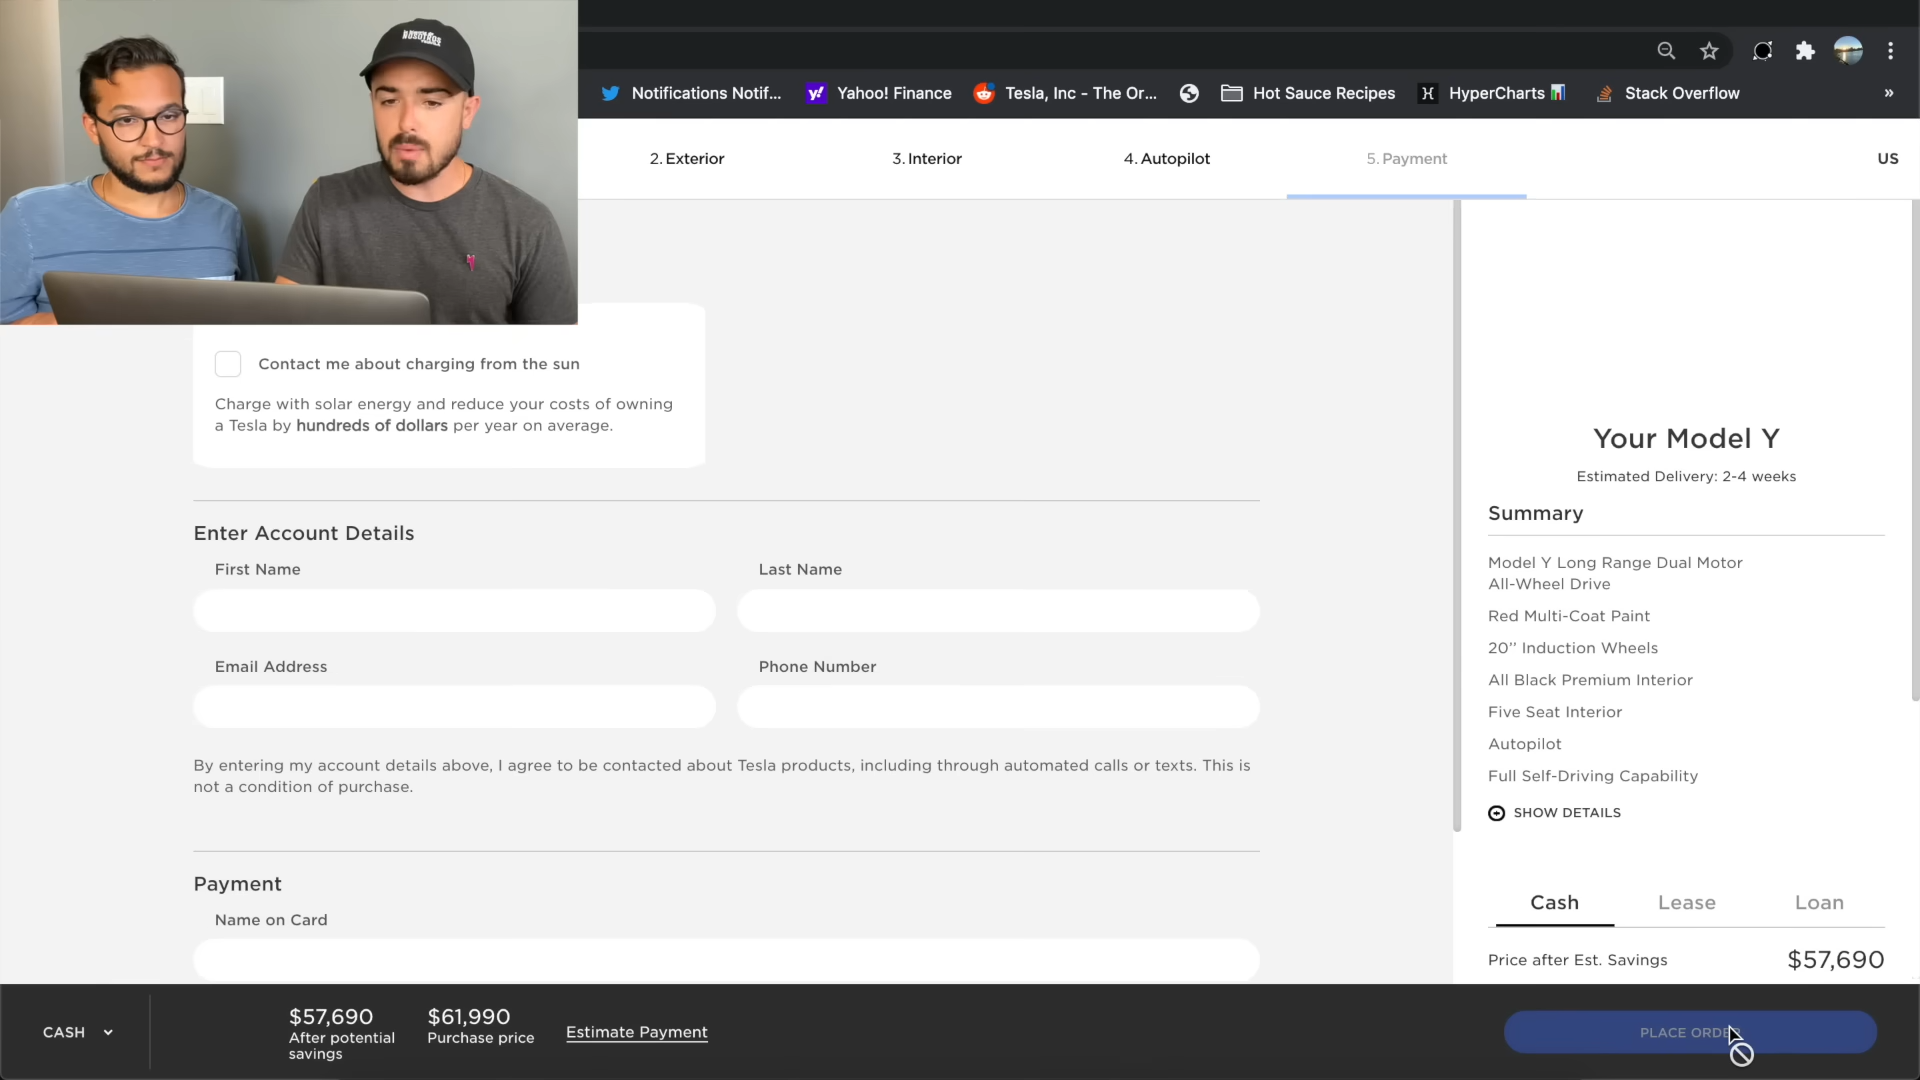 NOSOTROS
Notifications Notif...
Yahoo! Finance
Tesla, Inc - The Or...
Hot Sauce Recipes
HyperCharts
Stack Overflow
»
2. Exterior
3. Interior
4. Autopilot
5. Payment
US
Contact me about charging from the sun
Charge with solar energy and reduce your costs of owning
a Tesla by hundreds of dollars per year on average.
Enter Account Details
First Name
Last Name
Email Address
Phone Number
By entering my account details above, I agree to be contacted about Tesla products, including through automated calls or texts. This is
not a condition of purchase.
Payment
Name on Card
Your Model Y
Estimated Delivery: 2-4 weeks
Summary
Model Y Long Range Dual Motor
All-Wheel Drive
Red Multi-Coat Paint
20’’ Induction Wheels
All Black Premium Interior
Five Seat Interior
Autopilot
Full Self-Driving Capability
SHOW DETAILS
Cash
Lease
Loan
Price after Est. Savings
$57,690
CASH
$57,690
After potential
savings
$61,990
Purchase price
Estimate Payment
PLACE ORDER